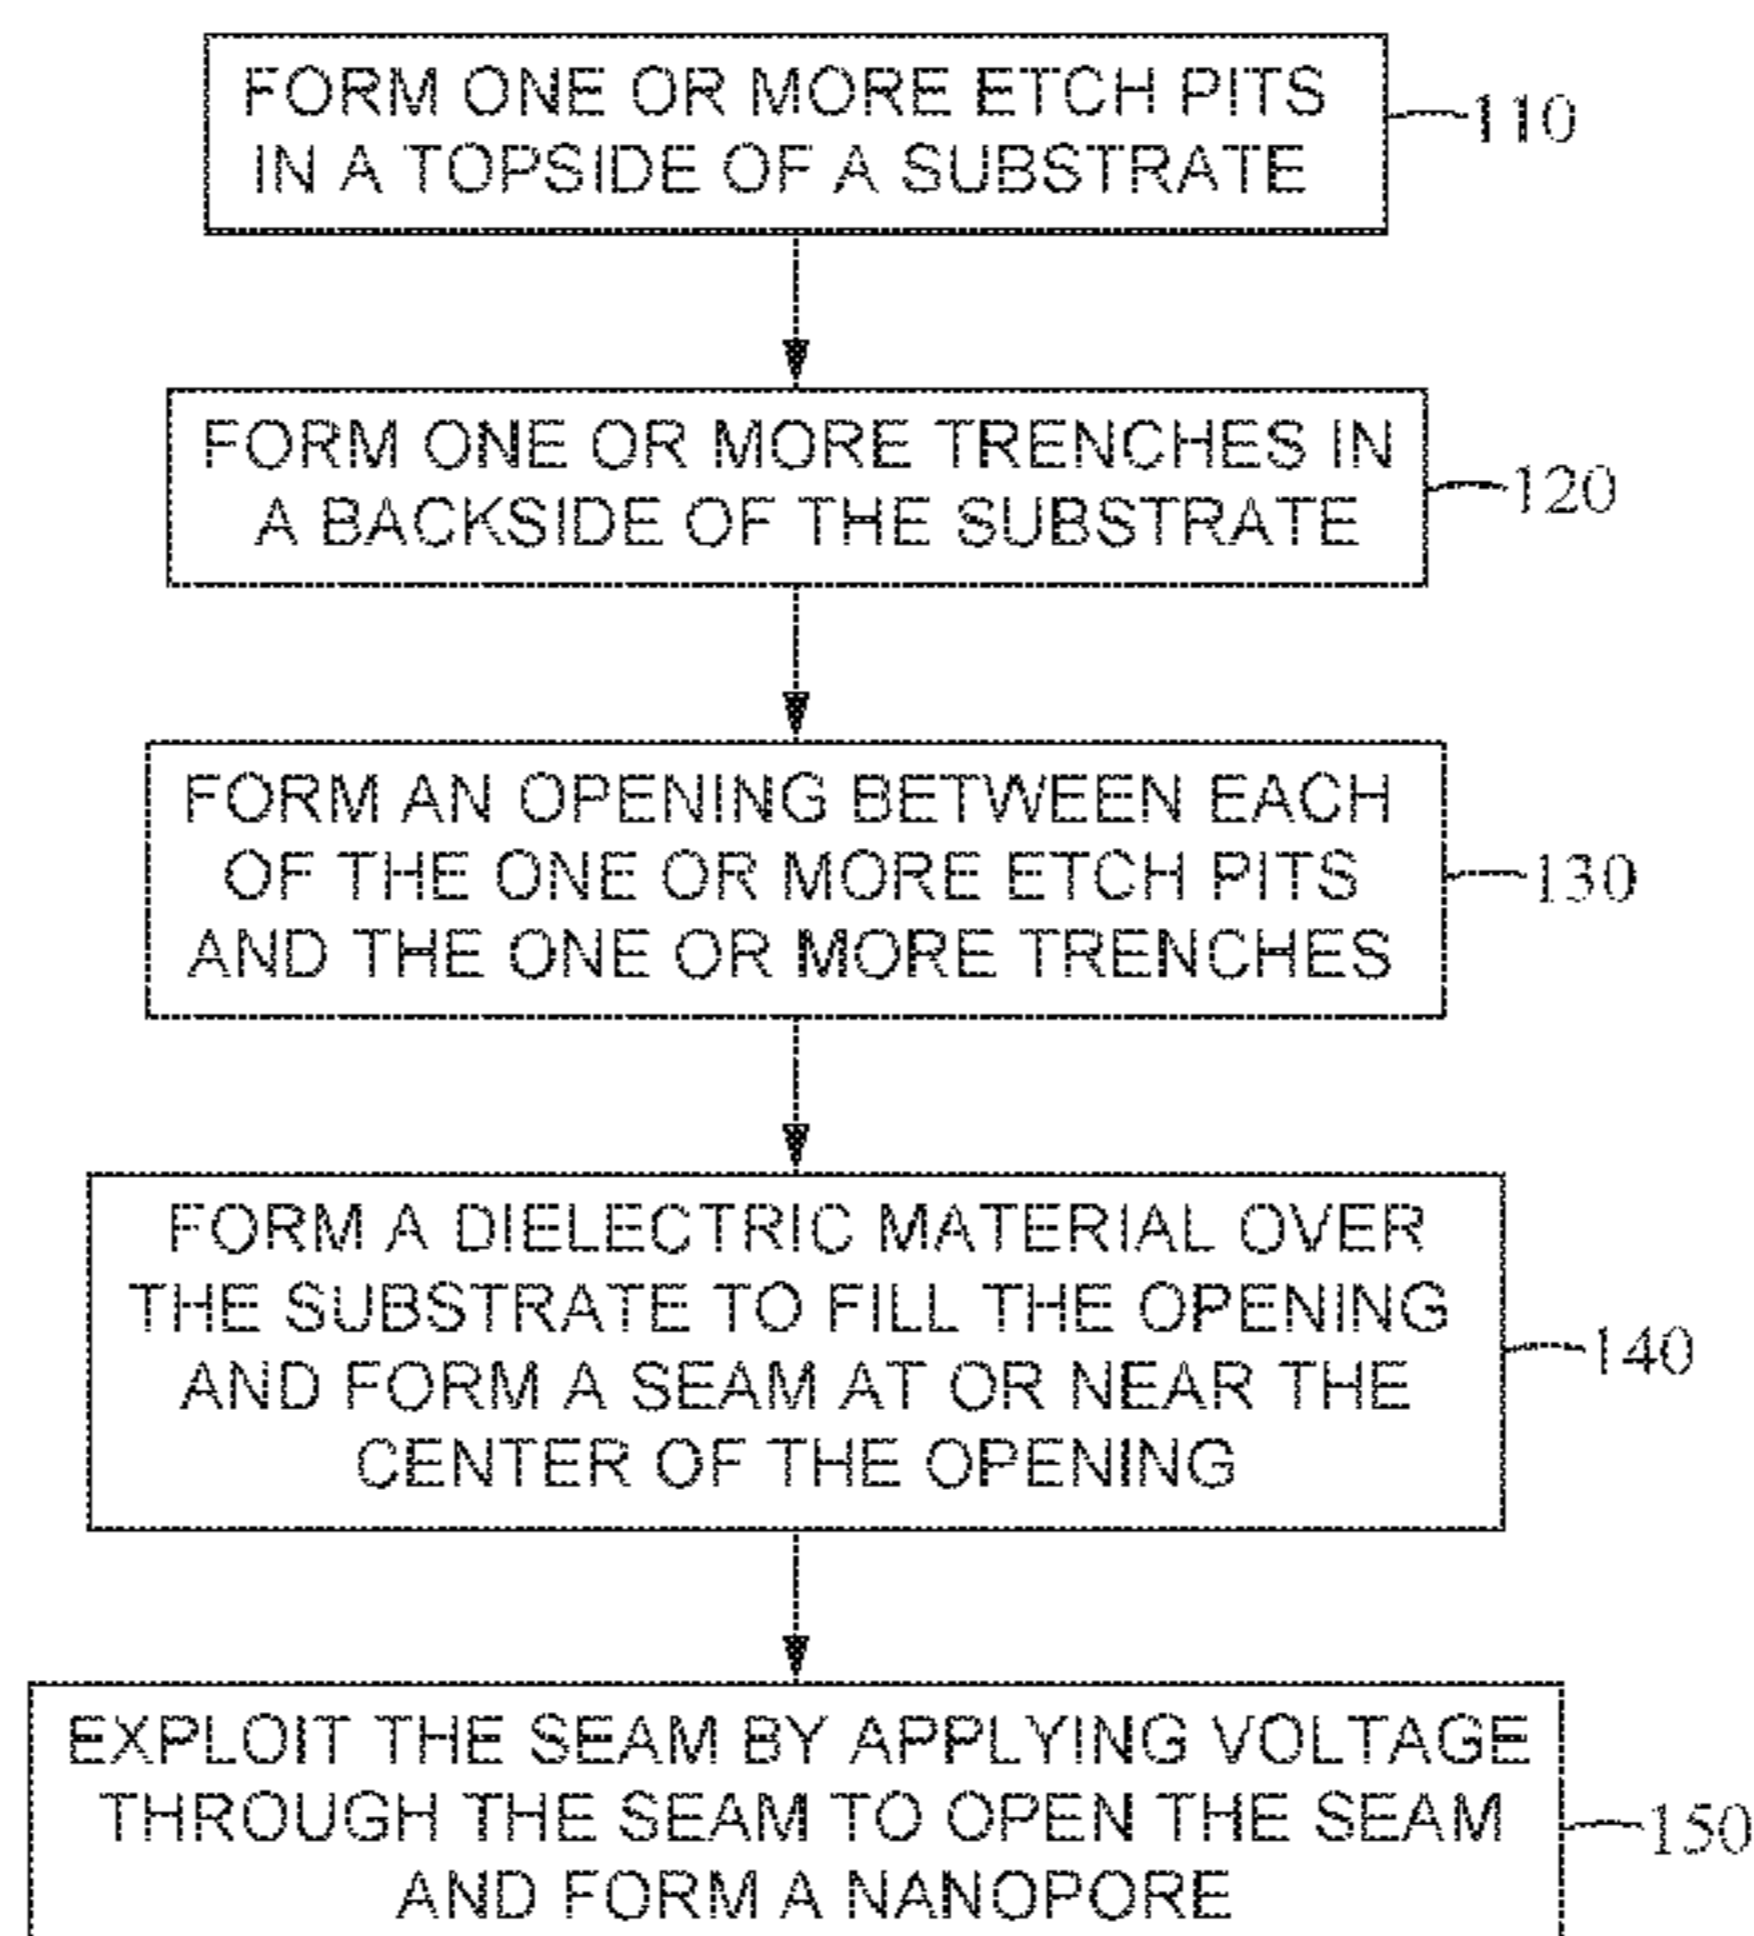 FORM ONE OR MORE ETCH PITS
IN A TOPSIDE OF A SUBSTRATE
110
FORM ONE OR MORE TRENCHES IN
A BACKSIDE OF THE SUBSTRATE
120
FORM AN OPENING BETWEEN EACH
OF THE ONE OR MORE ETCH PITS
AND THE ONE OR MORE TRENCHES
130
FORM A DIELECTRIC MATERIAL OVER
THE SUBSTRATE TO FILL THE OPENING
AND FORM A SEAM AT OR NEAR THE
CENTER OF THE OPENING
140
EXPLOIT THE SEAM BY APPLYING VOLTAGE
THROUGH THE SEAM TO OPEN THE SEAM
AND FORM A NANOPORE
150